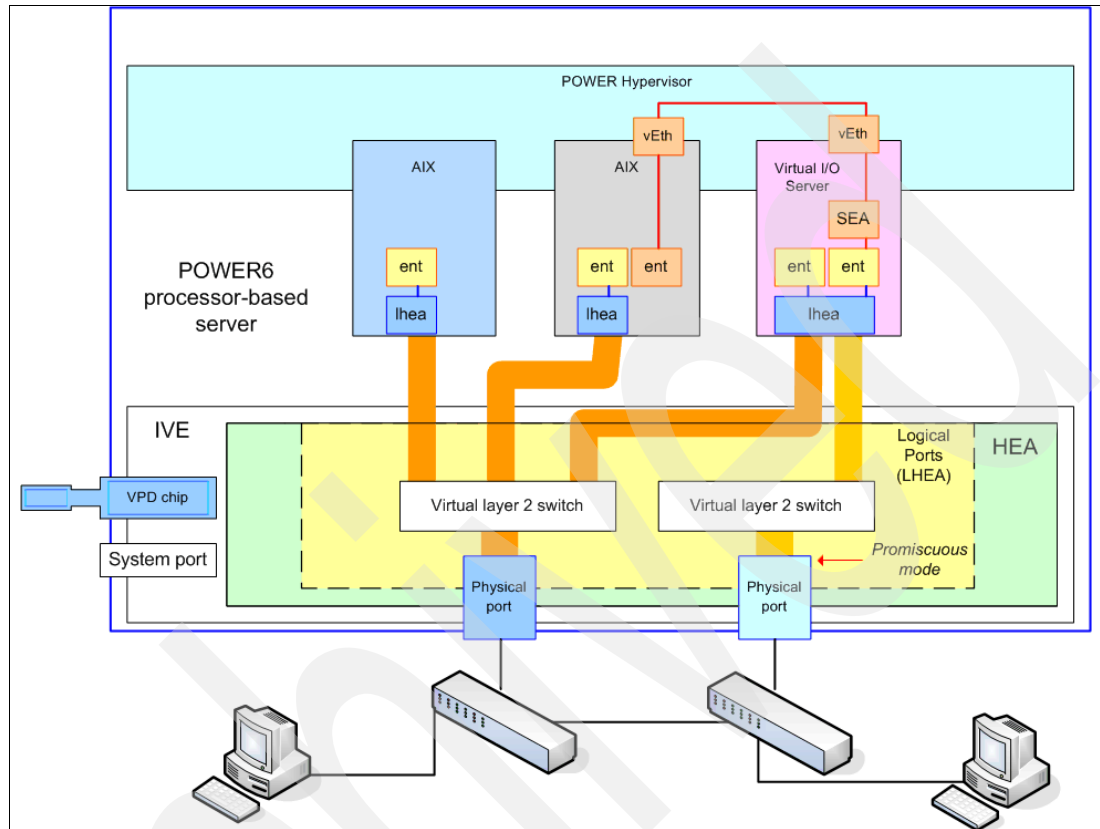 POWER Hypervisor
vEth
vEth
AIX
AIX
Virtual I/O
Server
SEA
ent
ent
ent
ent
ent
lhea
lhea
lhea
POWER6
processor-based
server
IVE
HEA
Logical
Ports
(LHEA)
VPD chip
Virtual layer 2 switch
Virtual layer 2 switch
System port
Promiscuous
mode
Physical
port
Physical
port